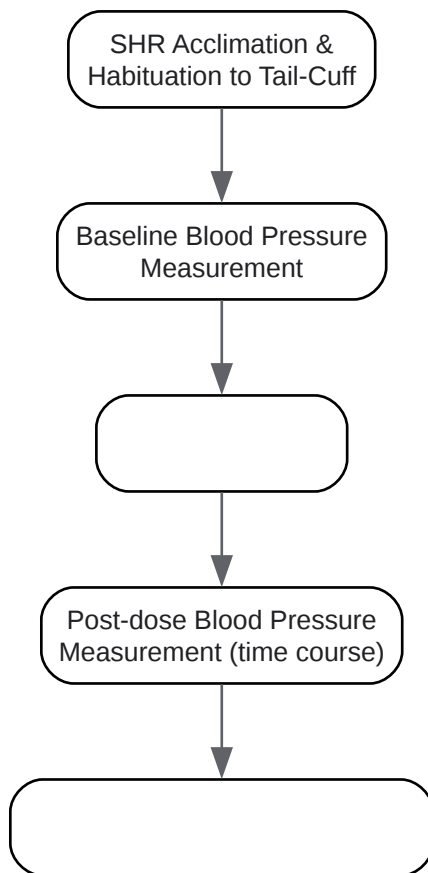 SHR Acclimation &
Habituation to Tail-Cuff
Baseline Blood Pressure
Measurement
Post-dose Blood Pressure
Measurement (time course)